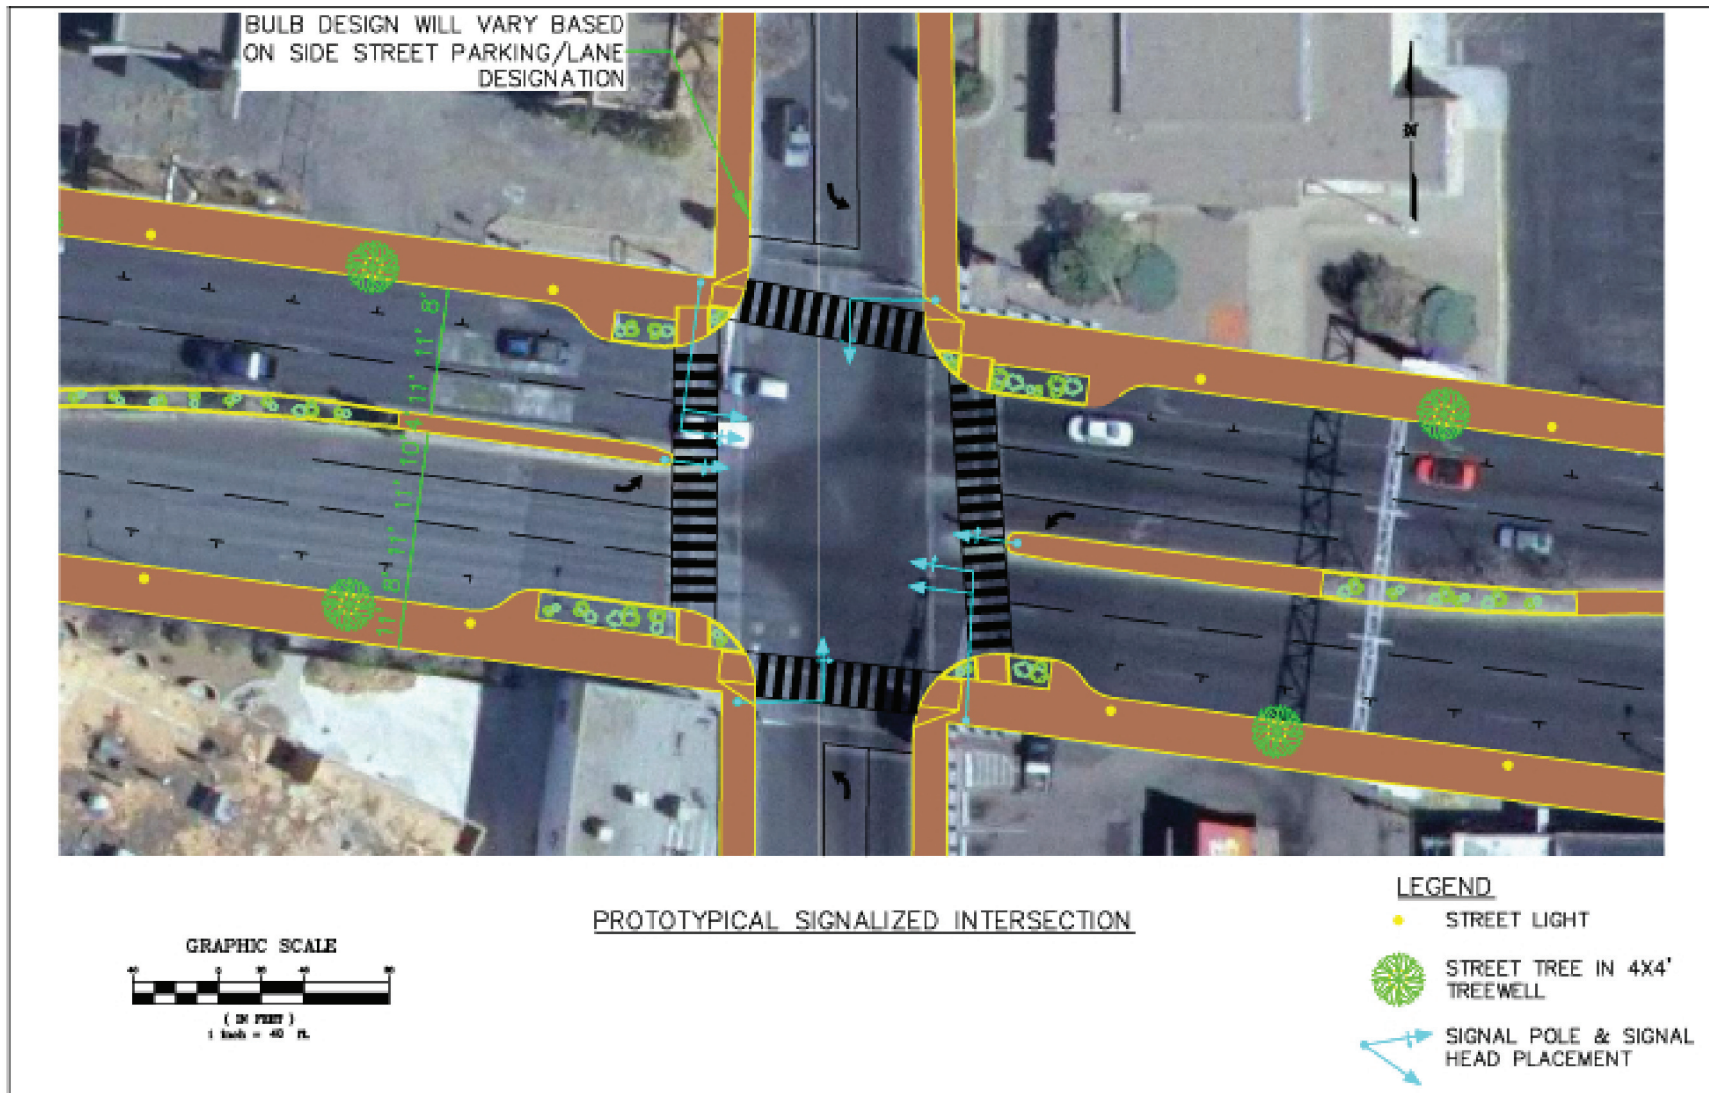 BULB DESIGN WILL VARY BASED
ON SIDE STREET PARKING/LANE
DESIGNATION
N
8'
11'
11'
4'
10'
11'
11'
8'
11'
PROTOTYPICAL SIGNALIZED INTERSECTION
GRAPHIC SCALE
40 0 20 40 80
( IN FEET )
1 inch = 40 ft.
LEGEND
STREET LIGHT
STREET TREE IN 4X4'
TREEWELL
SIGNAL POLE & SIGNAL
HEAD PLACEMENT